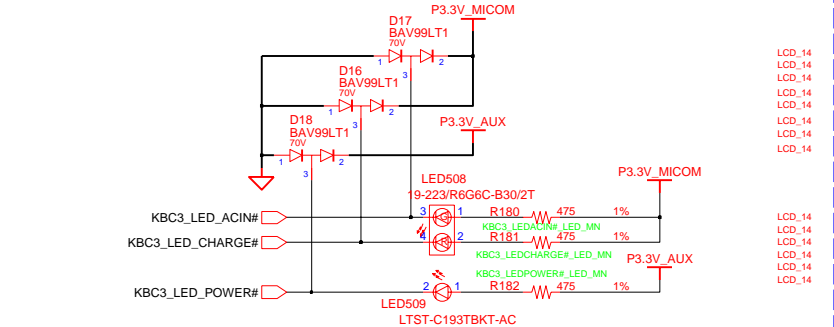 P3.3V_MICOM
D17
BAV99LT1
70V
1
2
3
D16
BAV99LT1
70V
1
2
3
D18
BAV99LT1
70V
1
2
3
P3.3V_AUX
LCD_14
LCD_14
LCD_14
LCD_14
LCD_14
LCD_14
LCD_14
LCD_14
LED508
19-223/R6G6C-B30/2T
P3.3V_MICOM
KBC3_LED_ACIN#
3
G
1
R180
475
1%
KBC3_LEDACIN#_LED_MN
KBC3_LED_CHARGE#
4
R
2
R181
475
1%
KBC3_LEDCHARGE#_LED_MN
P3.3V_AUX
KBC3_LEDPOWER#_LED_MN
KBC3_LED_POWER#
2
1
R182
475
1%
LED509
LTST-C193TBKT-AC
LCD_14
LCD_14
LCD_14
LCD_14
LCD_14
LCD_14